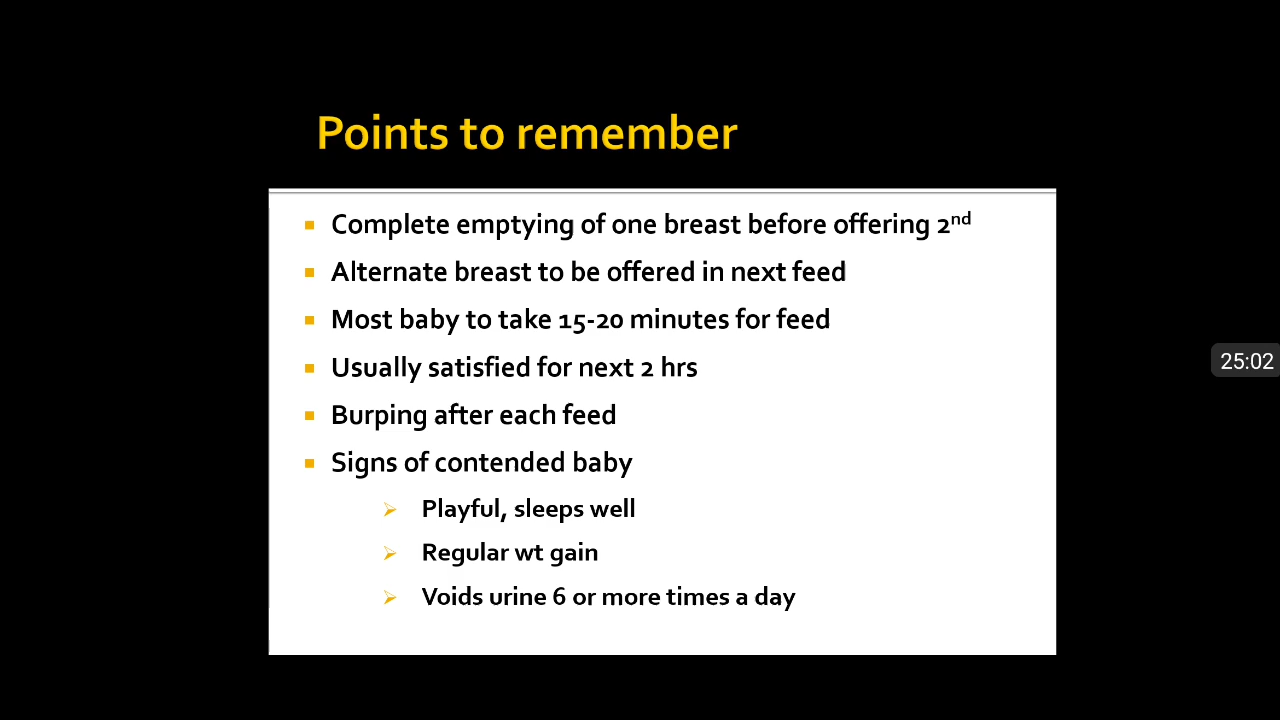 Points to remember
Complete emptying of one breast before offering 2nd
Alternate breast to be offered in next feed
Most baby to take 15-20 minutes for feed
Usually satisfied for next 2 hrs
Burping after each feed
Signs of contended baby
Playful, sleeps well
Regular wt gain
Voids urine 6 or more times a day
25:02